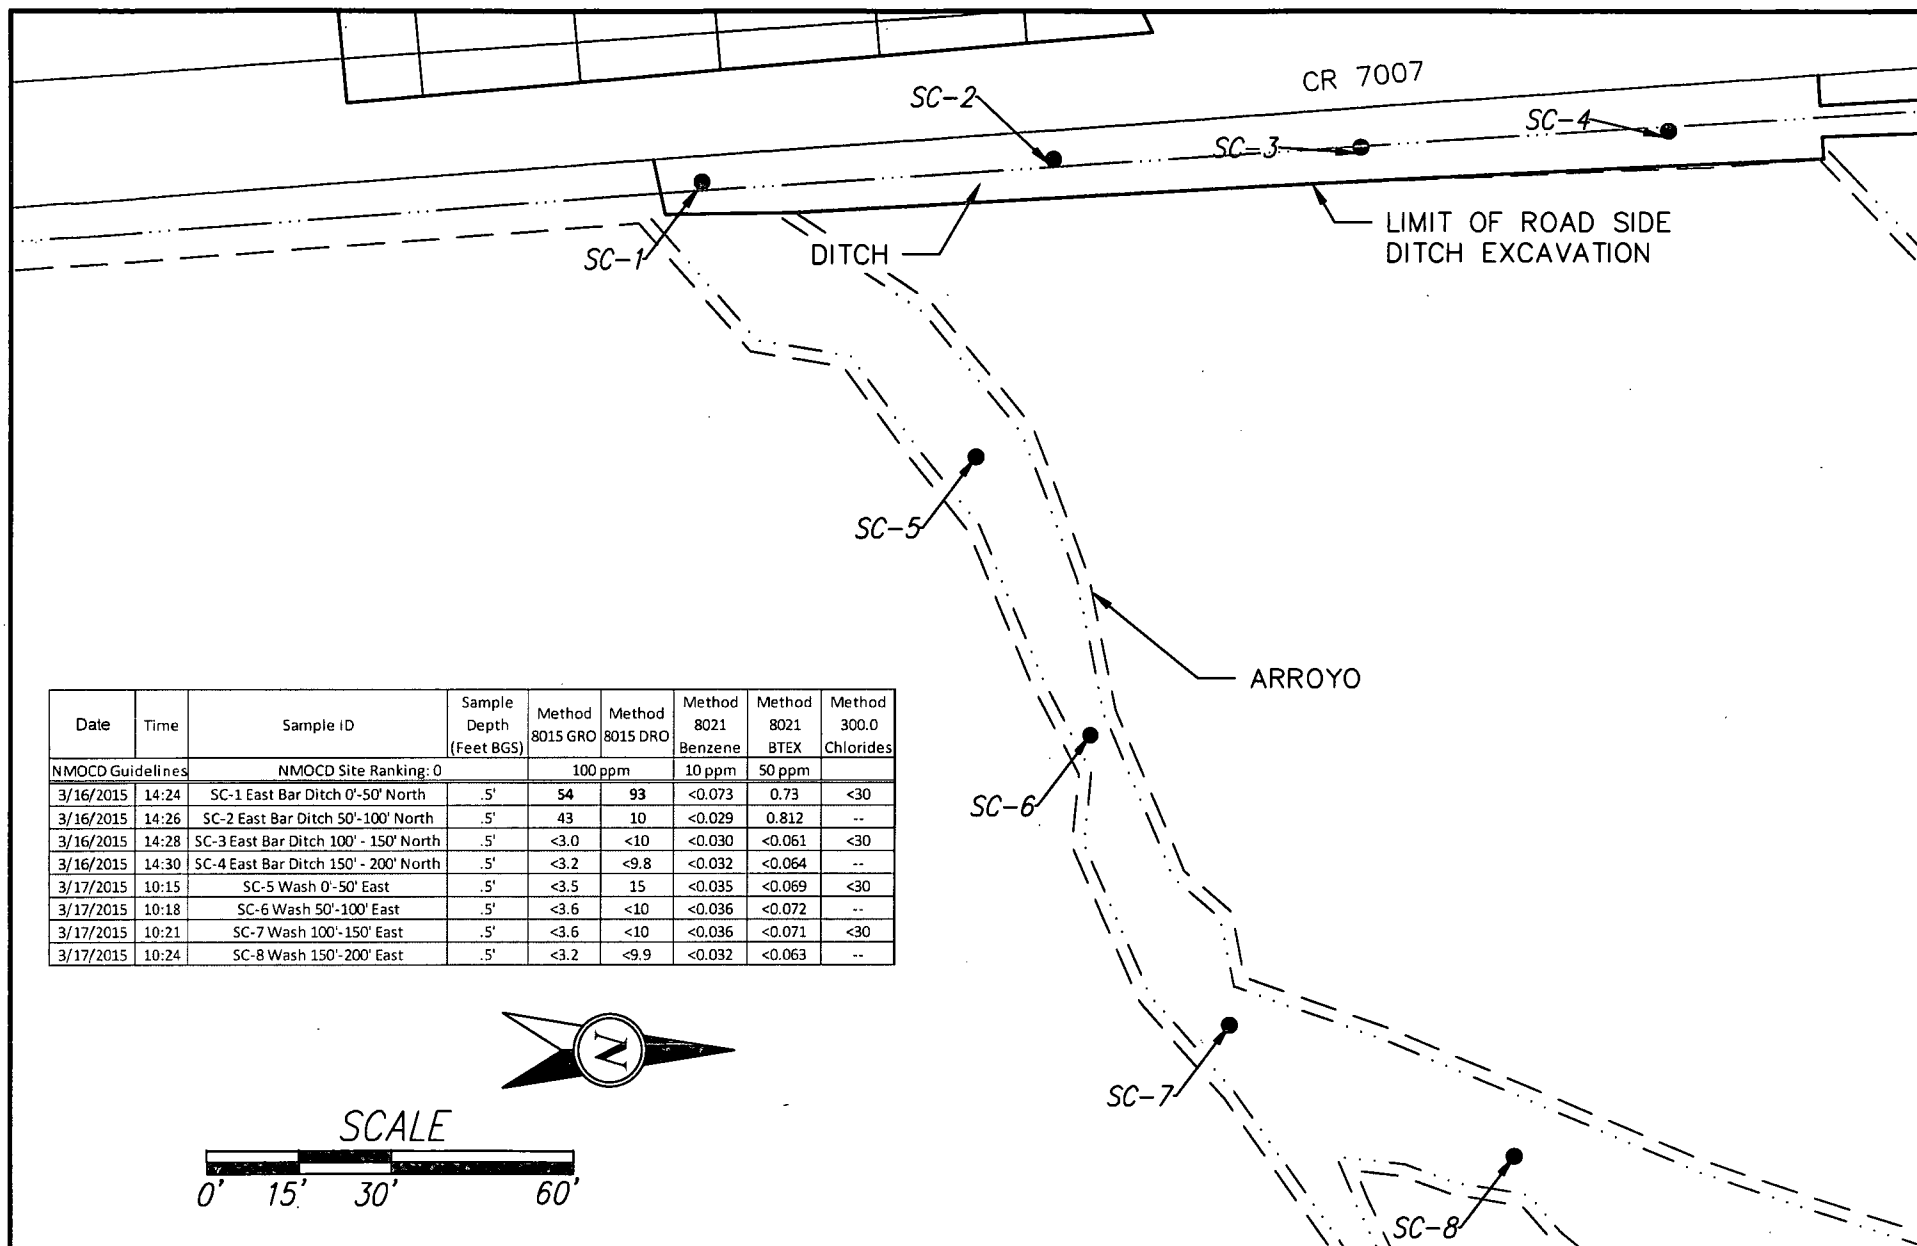 CR 7007
SC-2
SC-3
SC-4
SC-1
DITCH
LIMIT OF ROAD SIDE
DITCH EXCAVATION
SC-5
ARROYO
SC-6
SC-7
SC-8
Date Time Sample ID Sample Depth (Feet BGS) Method 8015 GRO Method 8015 DRO Method 8021 Benzene Method 8021 BTEX Method 300.0 Chlorides
NMOCD Guidelines NMOCD Site Ranking: 0 100 ppm 10 ppm 50 ppm
3/16/2015 14:24 SC-1 East Bar Ditch 0'-50' North .5' 54 93 <0.073 0.73 <30
3/16/2015 14:26 SC-2 East Bar Ditch 50'-100' North .5' 43 10 <0.029 0.812 --
3/16/2015 14:28 SC-3 East Bar Ditch 100' - 150' North .5' <3.0 <10 <0.030 <0.061 <30
3/16/2015 14:30 SC-4 East Bar Ditch 150' - 200' North .5' <3.2 <9.8 <0.032 <0.064 --
3/17/2015 10:15 SC-5 Wash 0'-50' East .5' <3.5 15 <0.035 <0.069 <30
3/17/2015 10:18 SC-6 Wash 50'-100' East .5' <3.6 <10 <0.036 <0.072 --
3/17/2015 10:21 SC-7 Wash 100'-150' East .5' <3.6 <10 <0.036 <0.071 <30
3/17/2015 10:24 SC-8 Wash 150'-200' East .5' <3.2 <9.9 <0.032 <0.063 --
N
SCALE
0' 15' 30' 60'